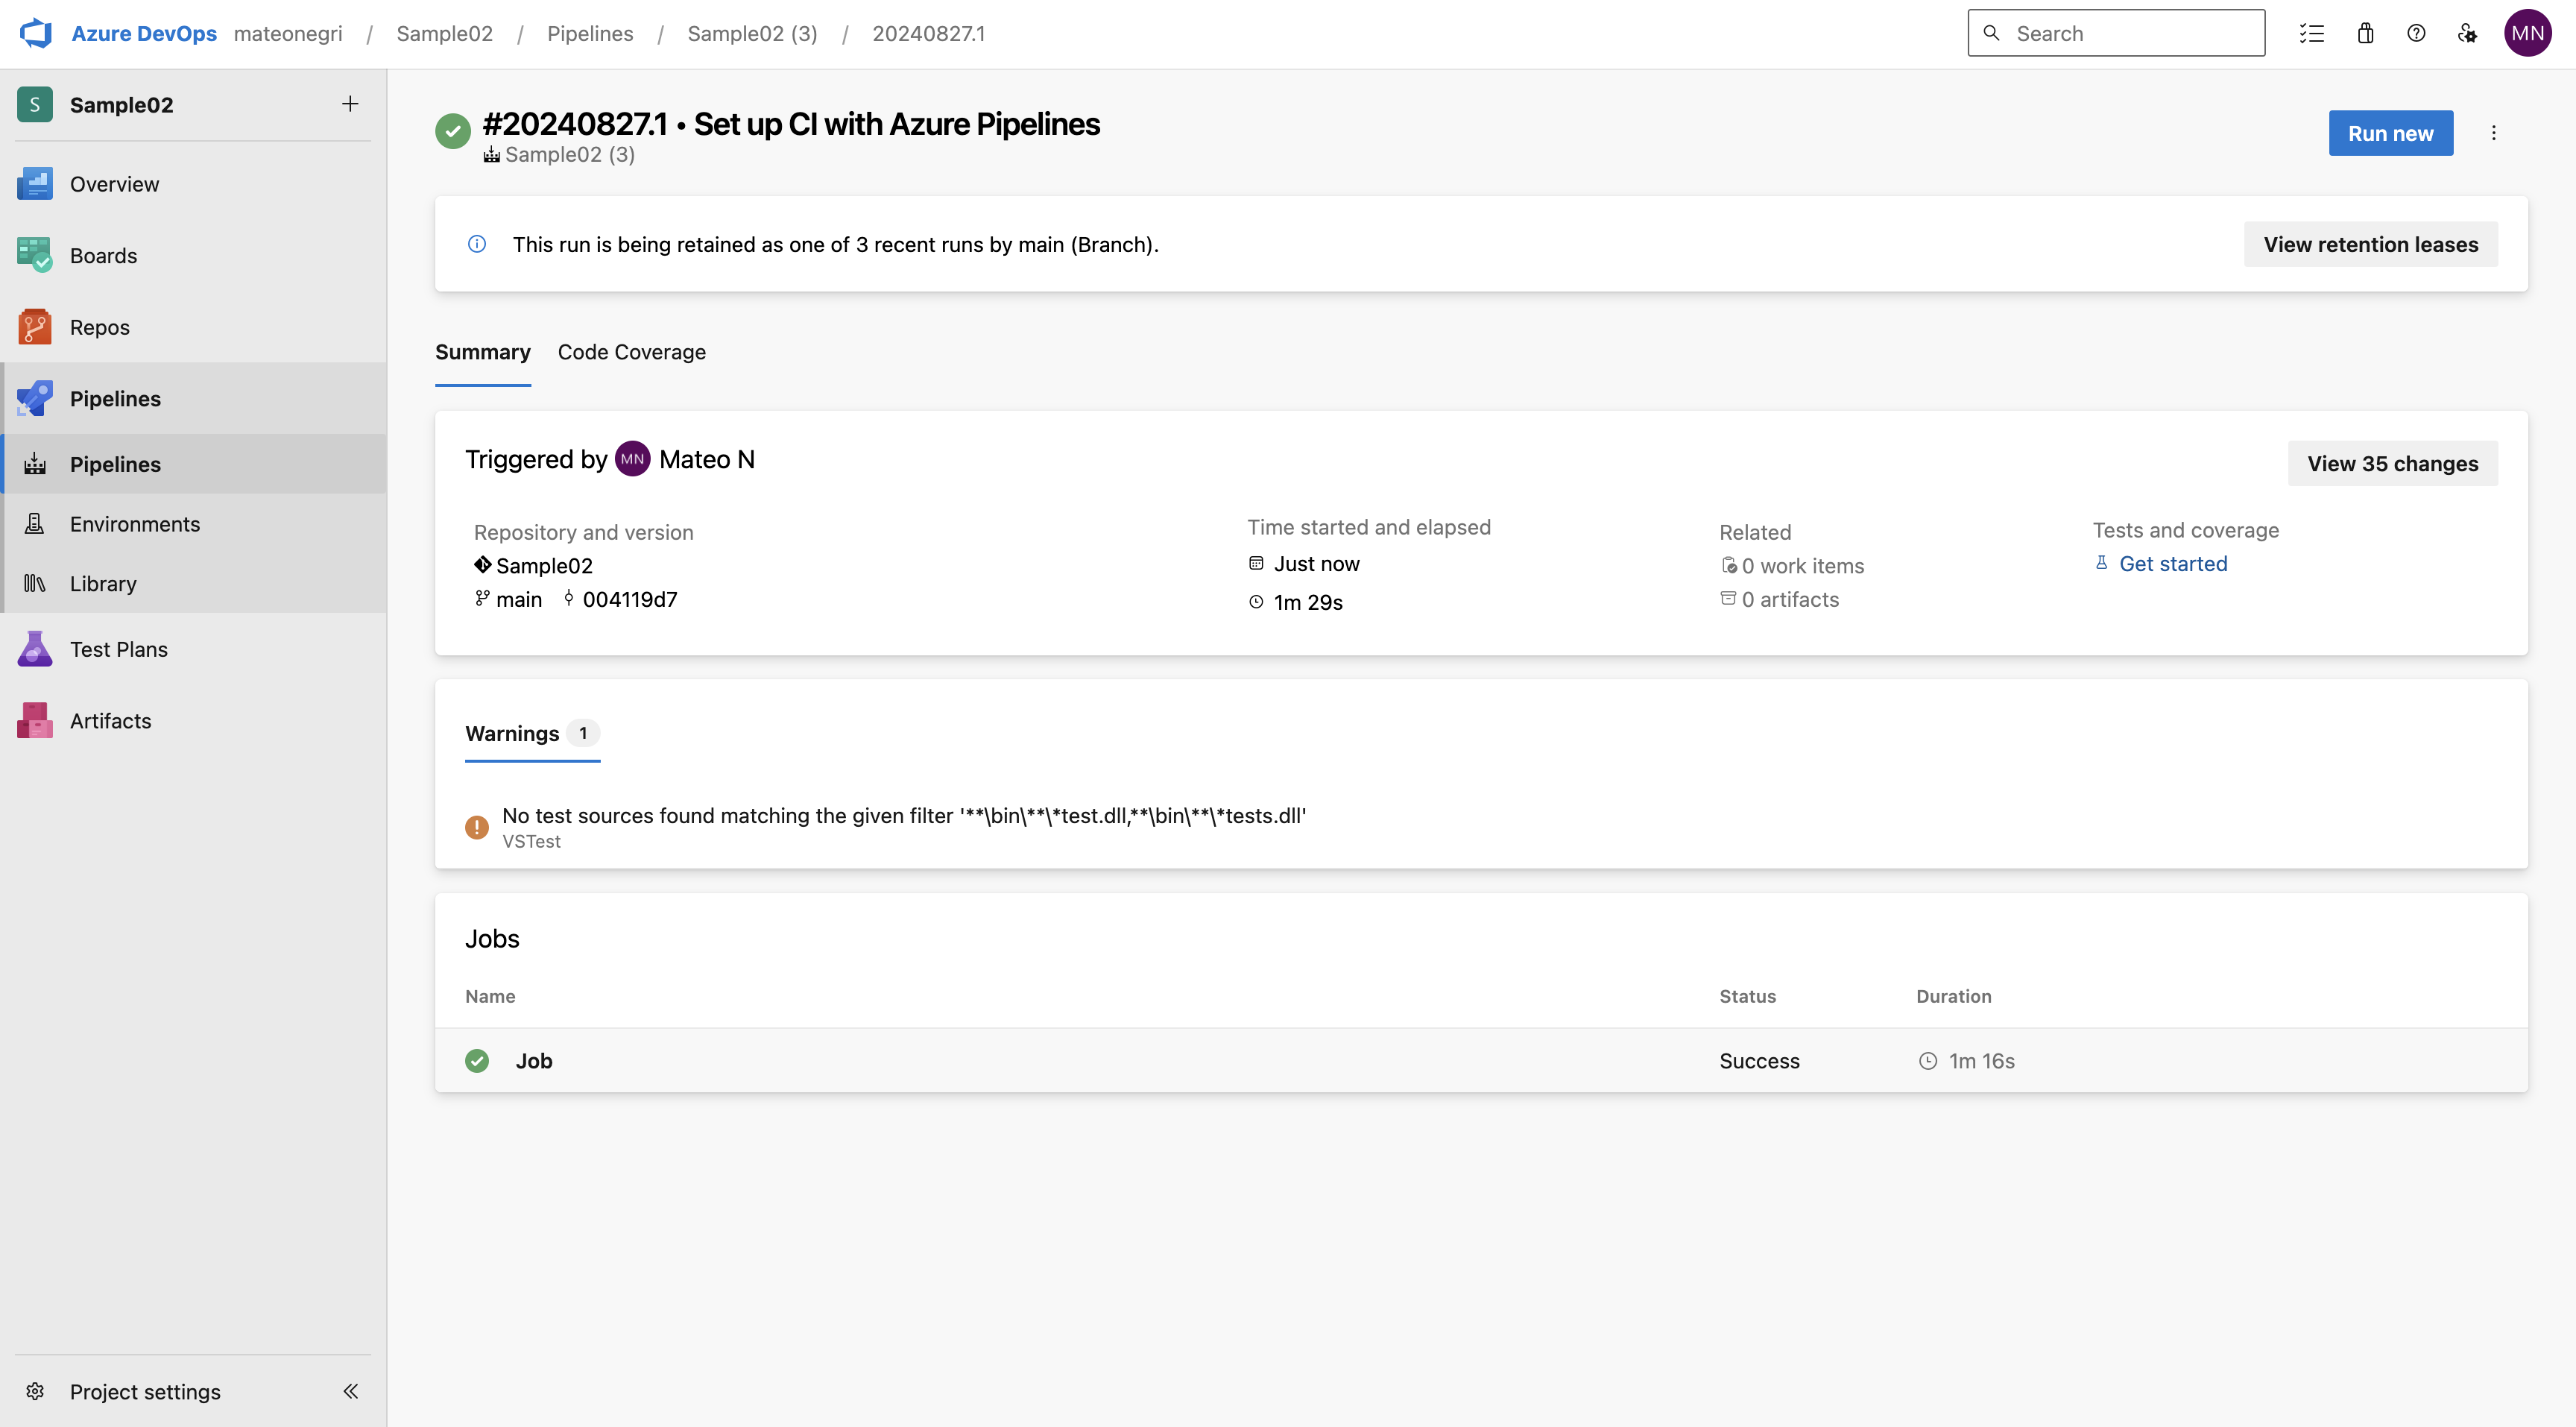 Azure DevOps mateonegri / Sample02 / Pipelines / Sample02 (3) / 20240827.1
Search
MN
S Sample02
Overview
Boards
Repos
Pipelines
Pipelines
Environments
Library
Test Plans
Artifacts
Project settings
#20240827.1 • Set up CI with Azure Pipelines
Sample02 (3)
Run new
This run is being retained as one of 3 recent runs by main (Branch).
View retention leases
Summary Code Coverage
Triggered by MN Mateo N
View 35 changes
Repository and version
Sample02
main 004119d7
Time started and elapsed
Just now
1m 29s
Related
0 work items
0 artifacts
Tests and coverage
Get started
Warnings 1
No test sources found matching the given filter '**\bin\**\*test.dll,**\bin\**\*tests.dll'
VSTest
Jobs
Name Status Duration
Job Success 1m 16s